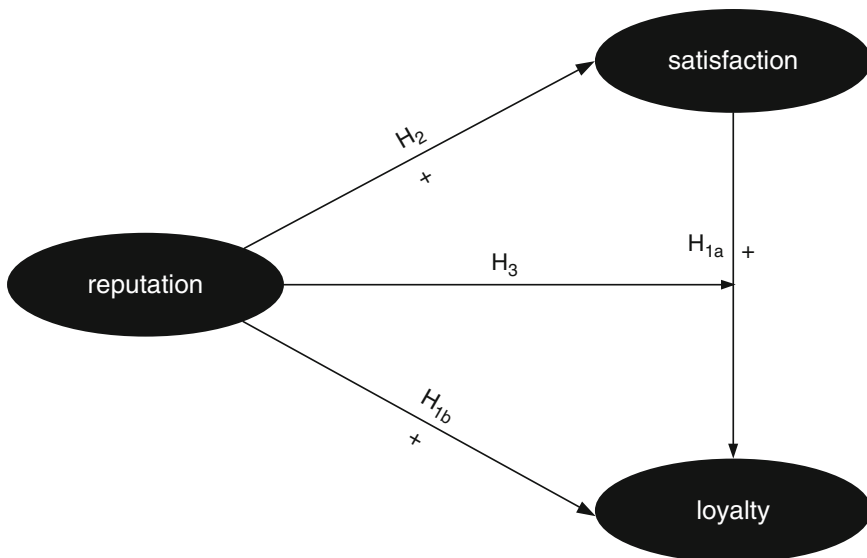 satisfaction
H₂
+
H₁ₐ +
H₃
reputation
H₁b
+
loyalty